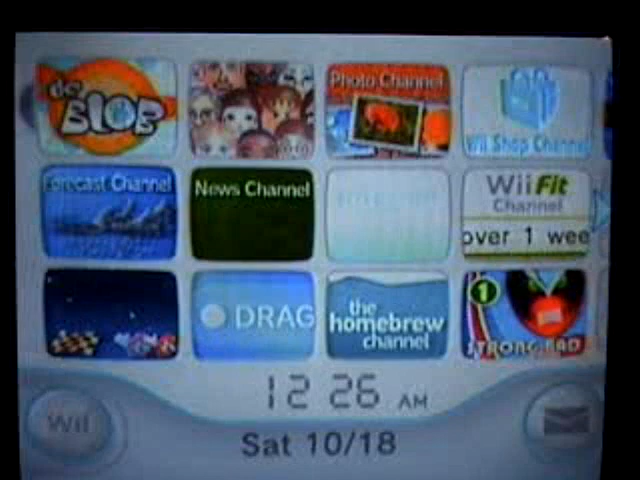 de BLOB
Photo Channel
Wii Shop Channel
Forecast Channel
News Channel
Wii Fit
Channel
over 1 wee
DRAG
the
homebrew
channel
1
STRONG BAD
12 26 AM
Wii
Sat 10/18